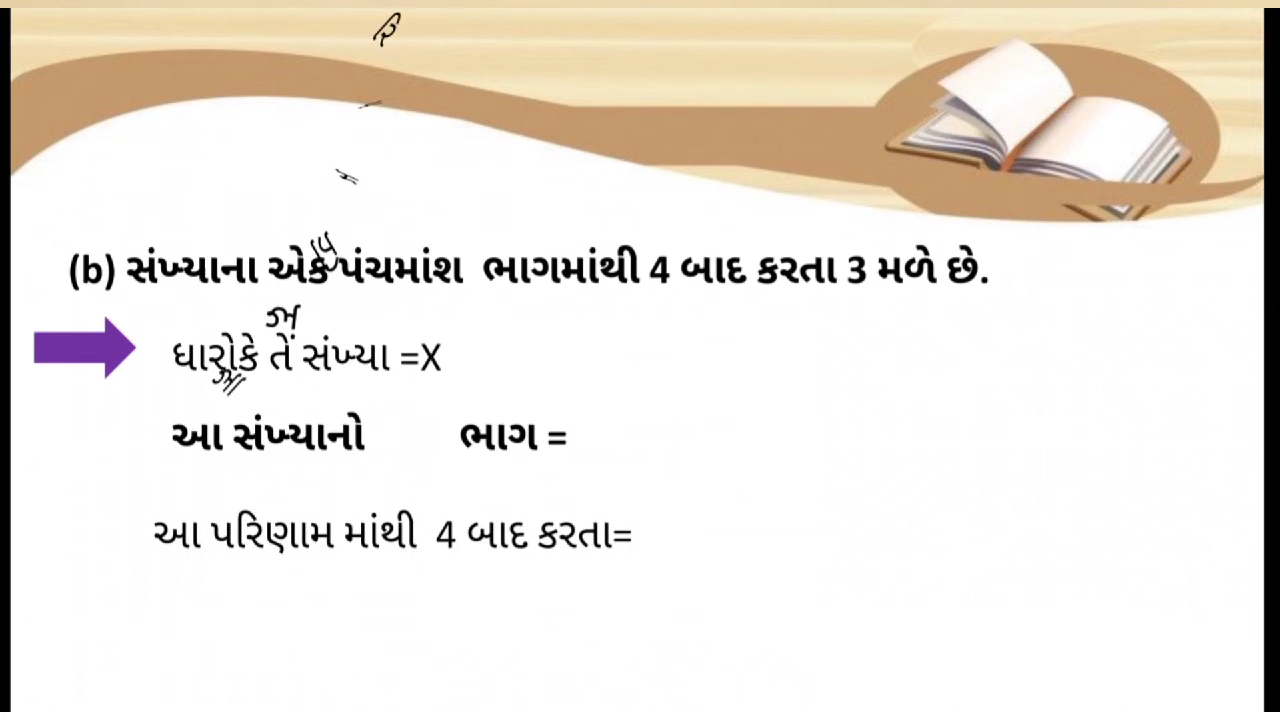 (b) સંખ્યાના એક પંચમાંશ ભાગમાંથી 4 બાદ કરતા 3 મળે છે.
ધારોકે તે સંખ્યા =X
આ સંખ્યાનો ભાગ =
આ પરિણામ માંથી 4 બાદ કરતા=